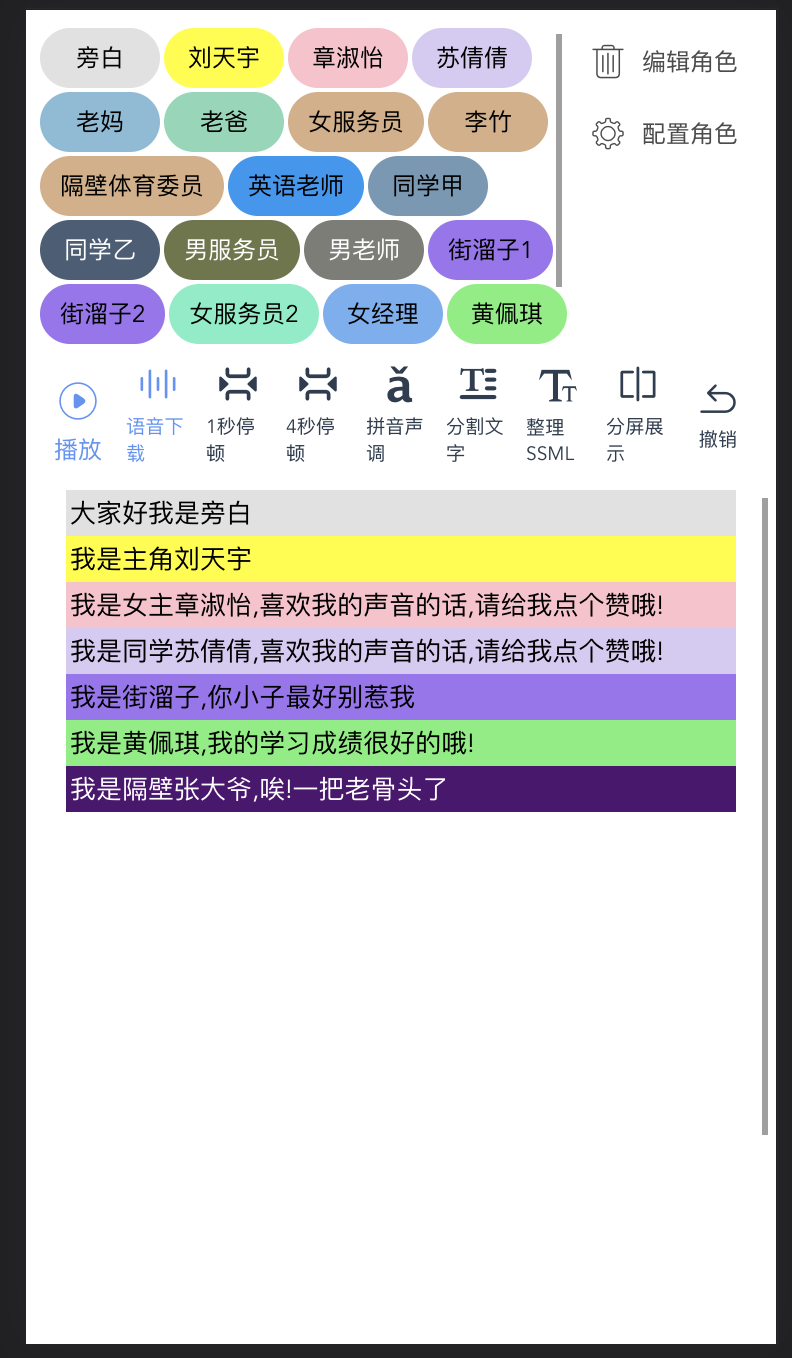 旁白 刘天宇 章淑怡 苏倩倩
编辑角色
老妈 老爸 女服务员 李竹
配置角色
隔壁体育委员 英语老师 同学甲
同学乙 男服务员 男老师 街溜子1
街溜子2 女服务员2 女经理 黄佩琪
播放
语音下载
1秒停顿
4秒停顿
拼音声调
分割文字
整理SSML
分屏展示
撤销
大家好我是旁白
我是主角刘天宇
我是女主章淑怡,喜欢我的声音的话,请给我点个赞哦!
我是同学苏倩倩,喜欢我的声音的话,请给我点个赞哦!
我是街溜子,你小子最好别惹我
我是黄佩琪,我的学习成绩很好的哦!
我是隔壁张大爷,唉!一把老骨头了